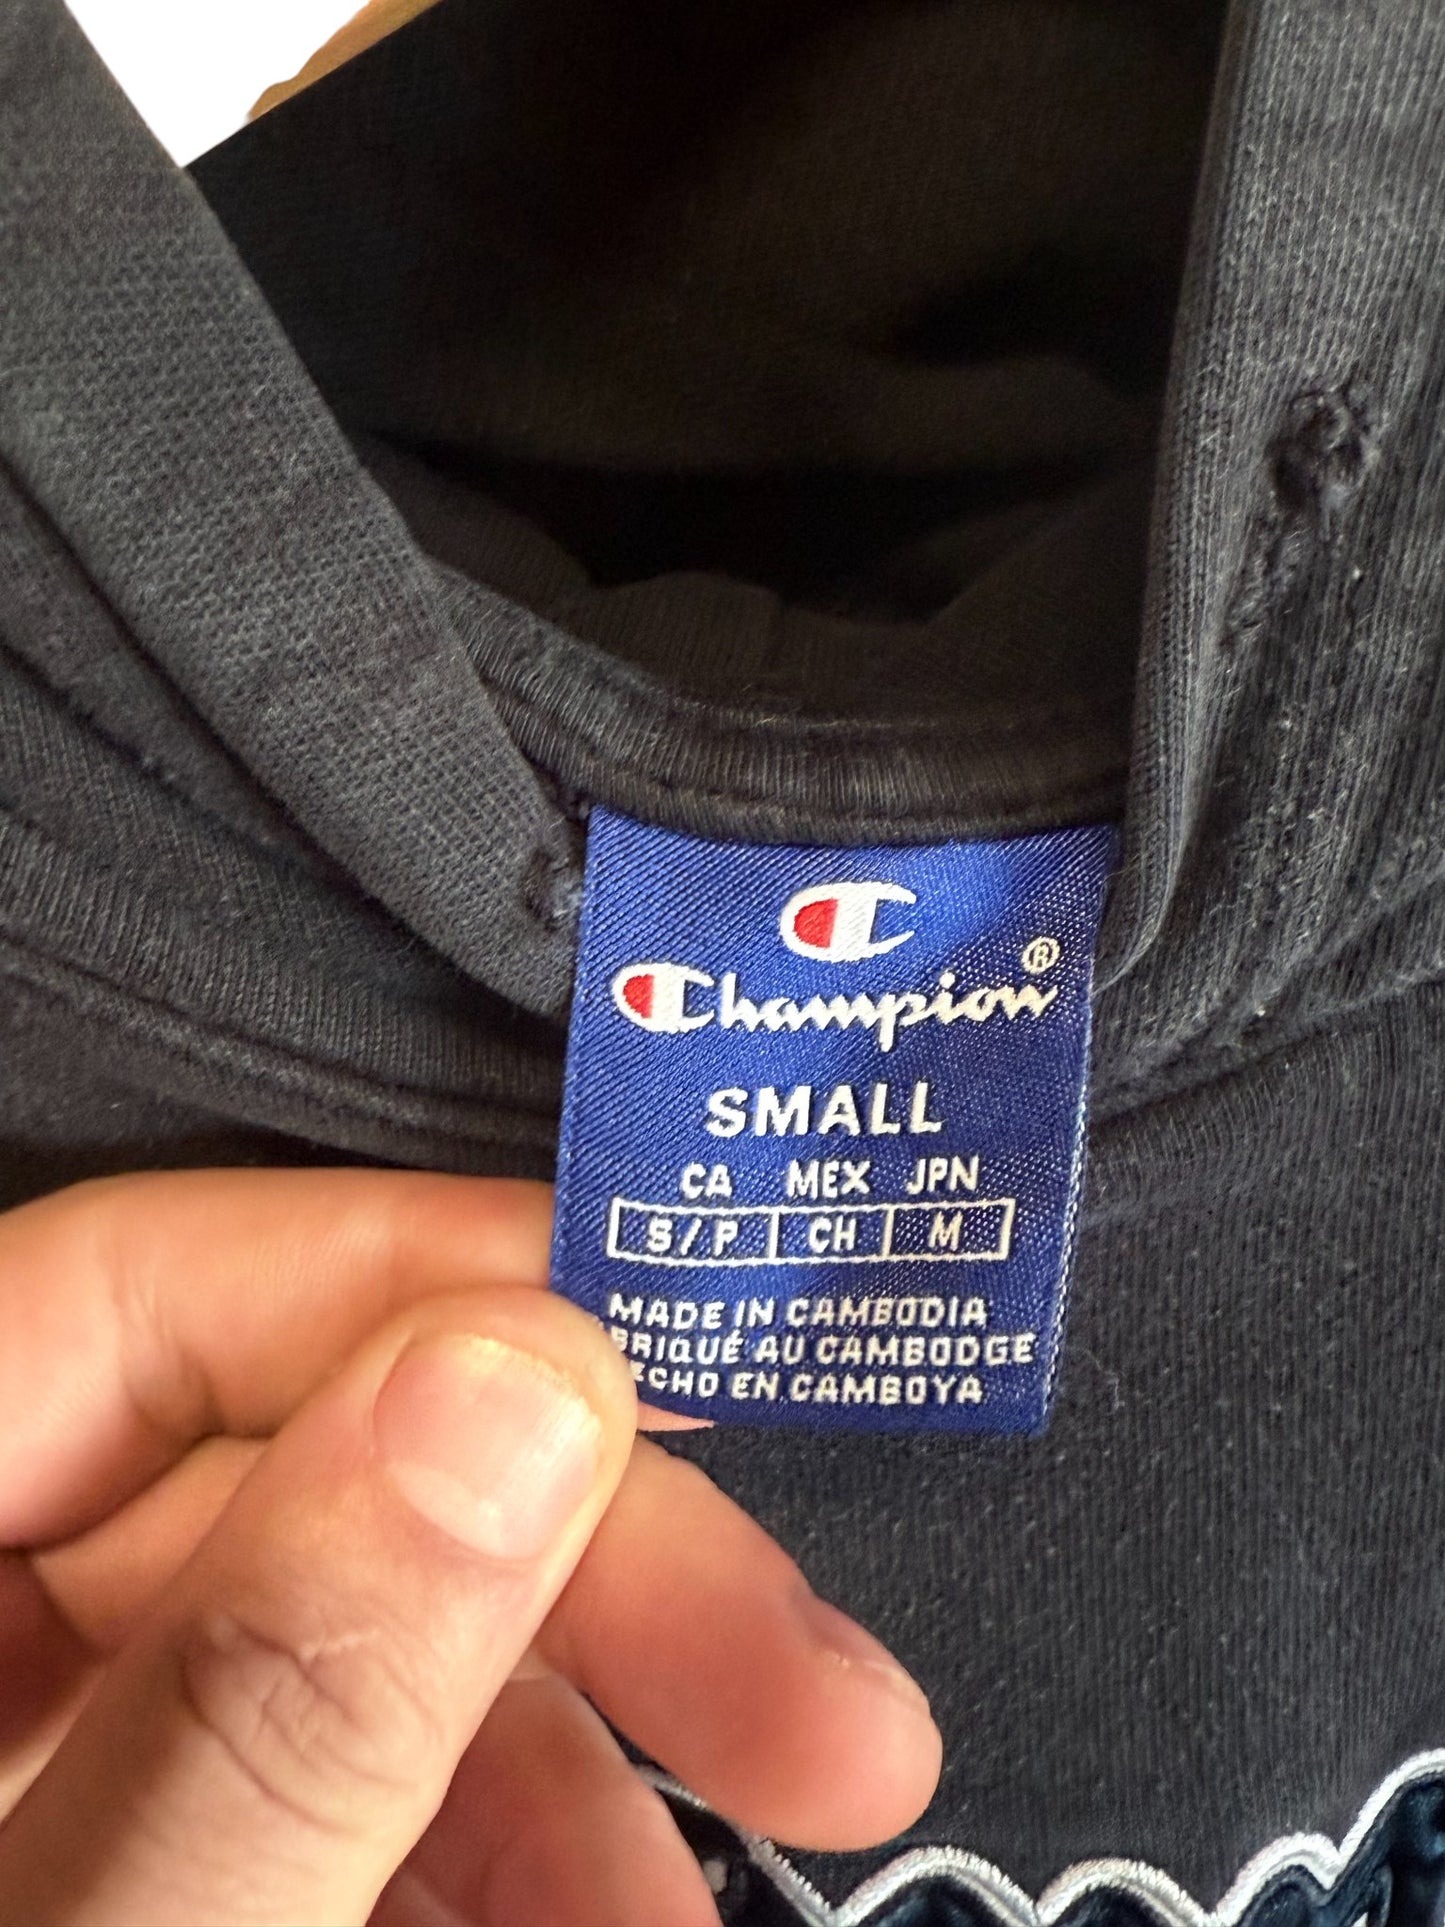 Champion®
SMALL
CA MEX JPN
S/P CH M
MADE IN CAMBODIA
BRIQUÉ AU CAMBODGE
ECHO EN CAMBOYA